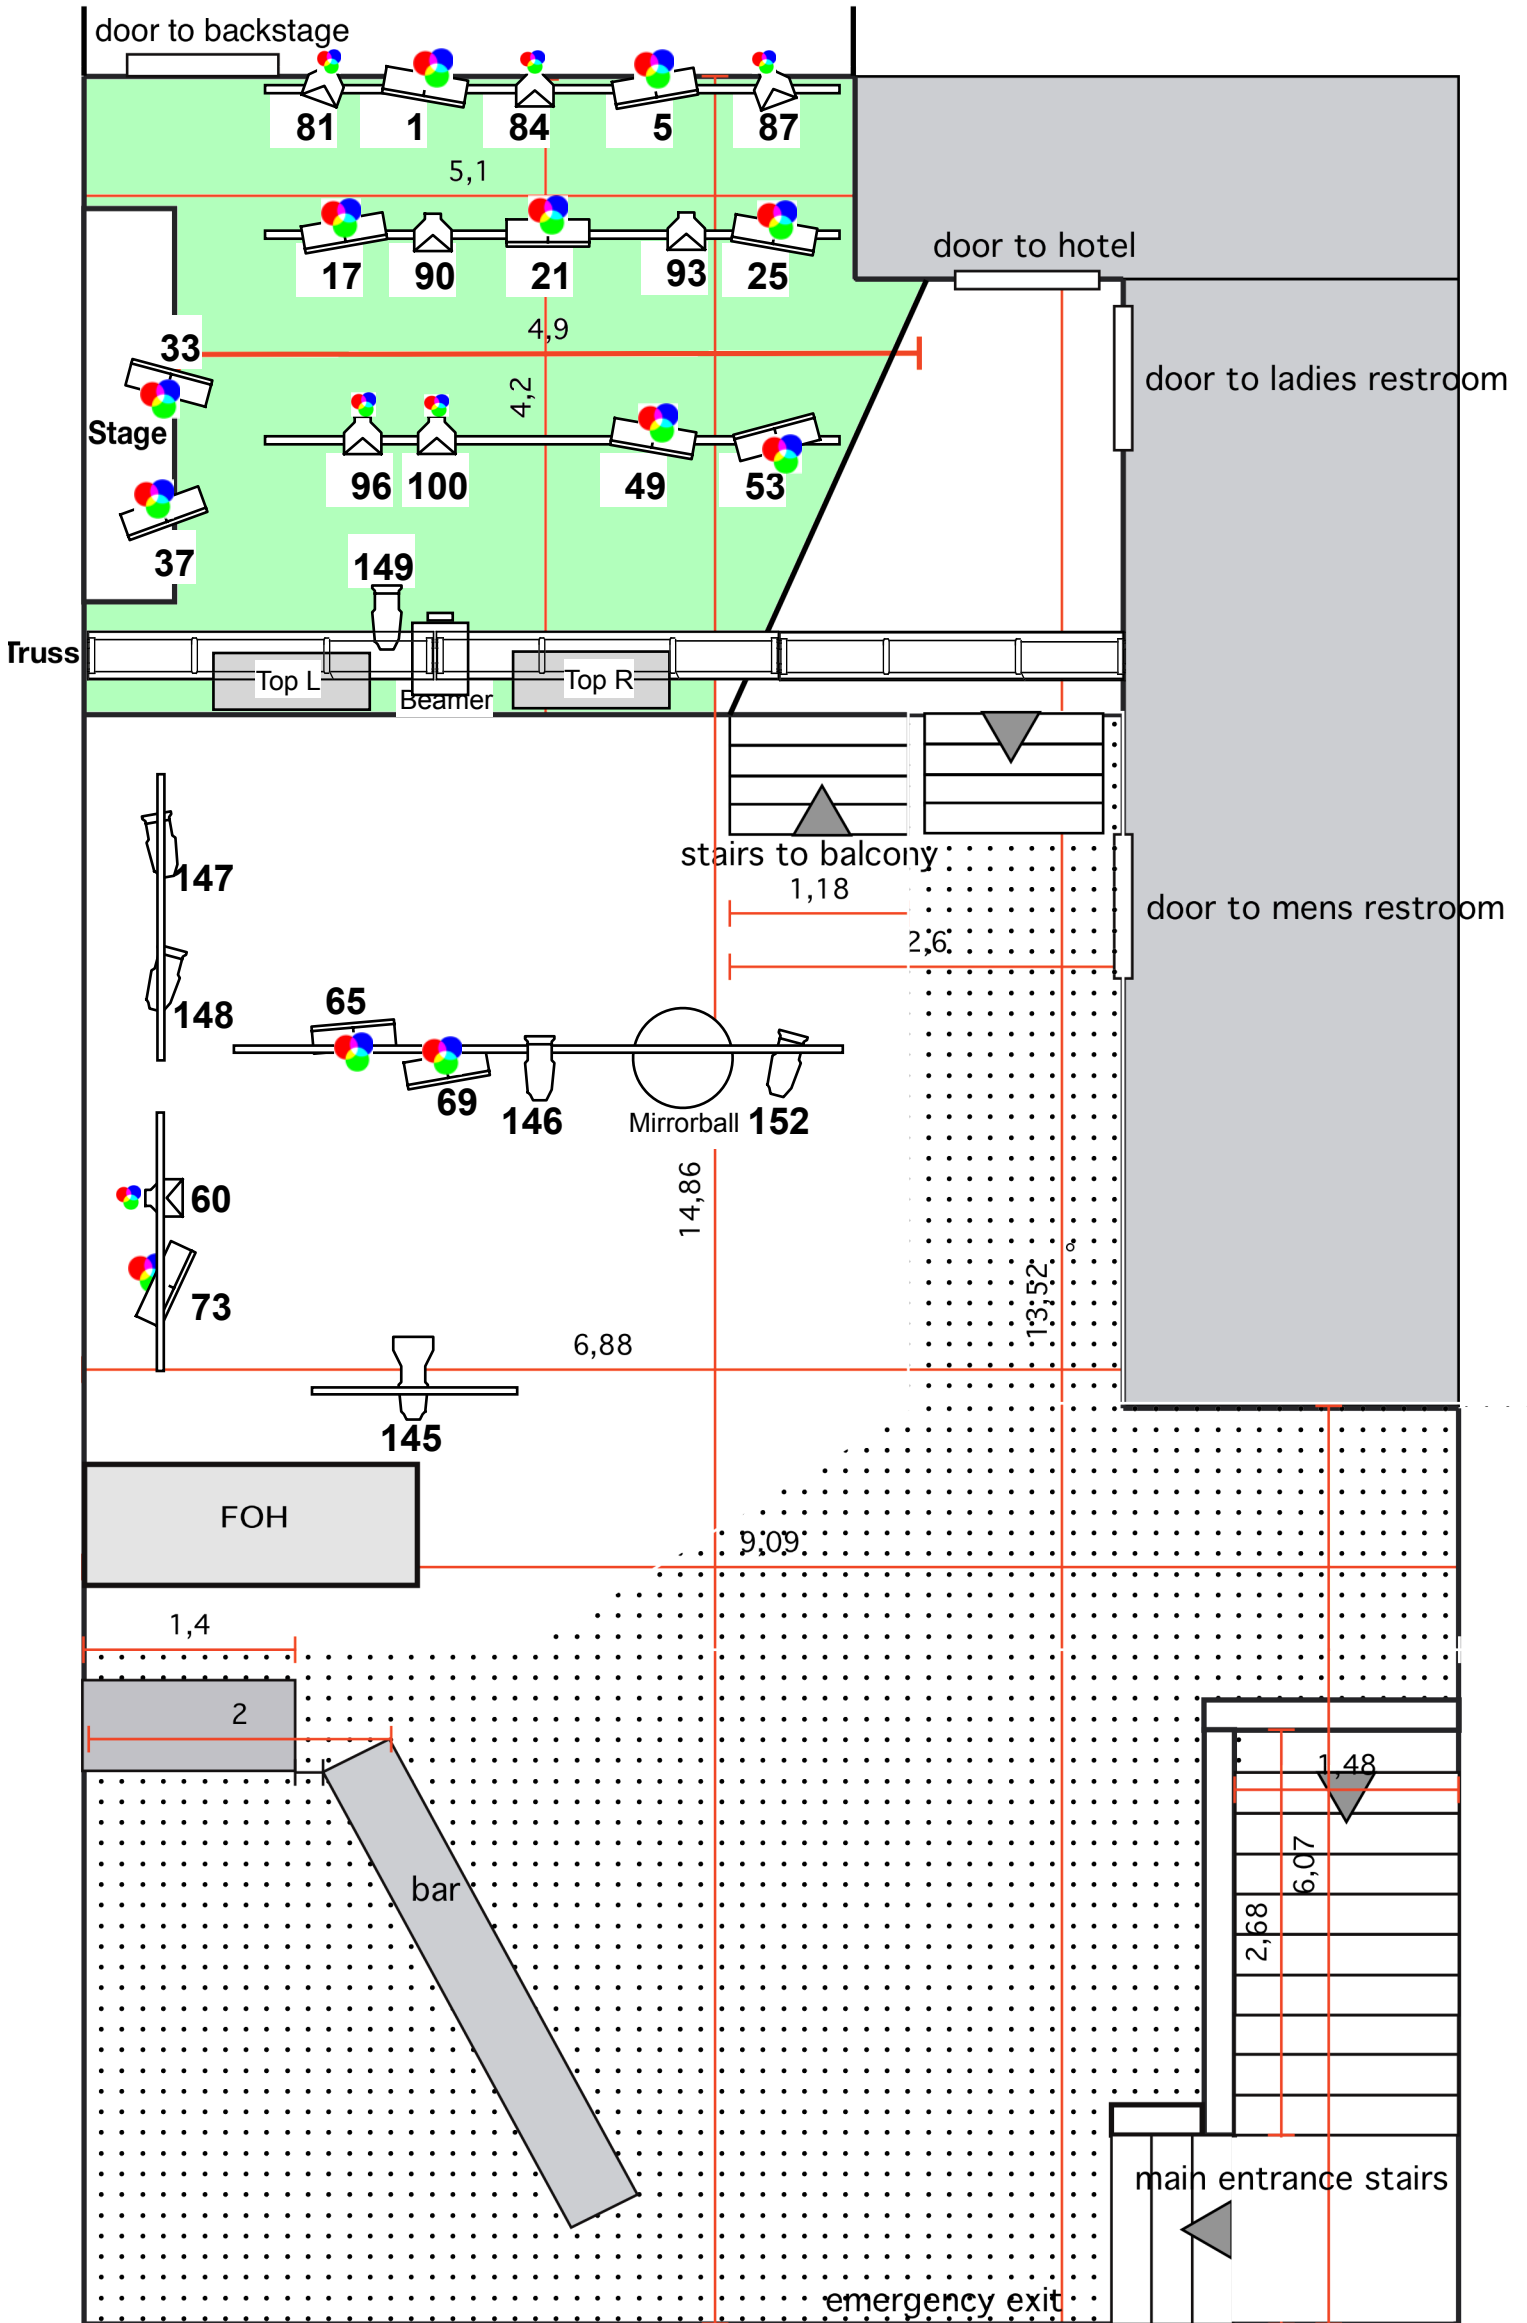 door to backstage
81 1 84 5 87
5,1
17 90 21 93 25
door to hotel
33
4,9
4,2
door to ladies restroom
Stage
96 100 49 53
37
149
Truss
Top L
Beamer
Top R
stairs to balcony
1,18
147
door to mens restroom
2,6
148
65
69
146
Mirrorball
152
14,86
60
13,52
73
6,88
145
FOH
9,09
1,4
2
1,48
bar
6,07
2,68
main entrance stairs
emergency exit